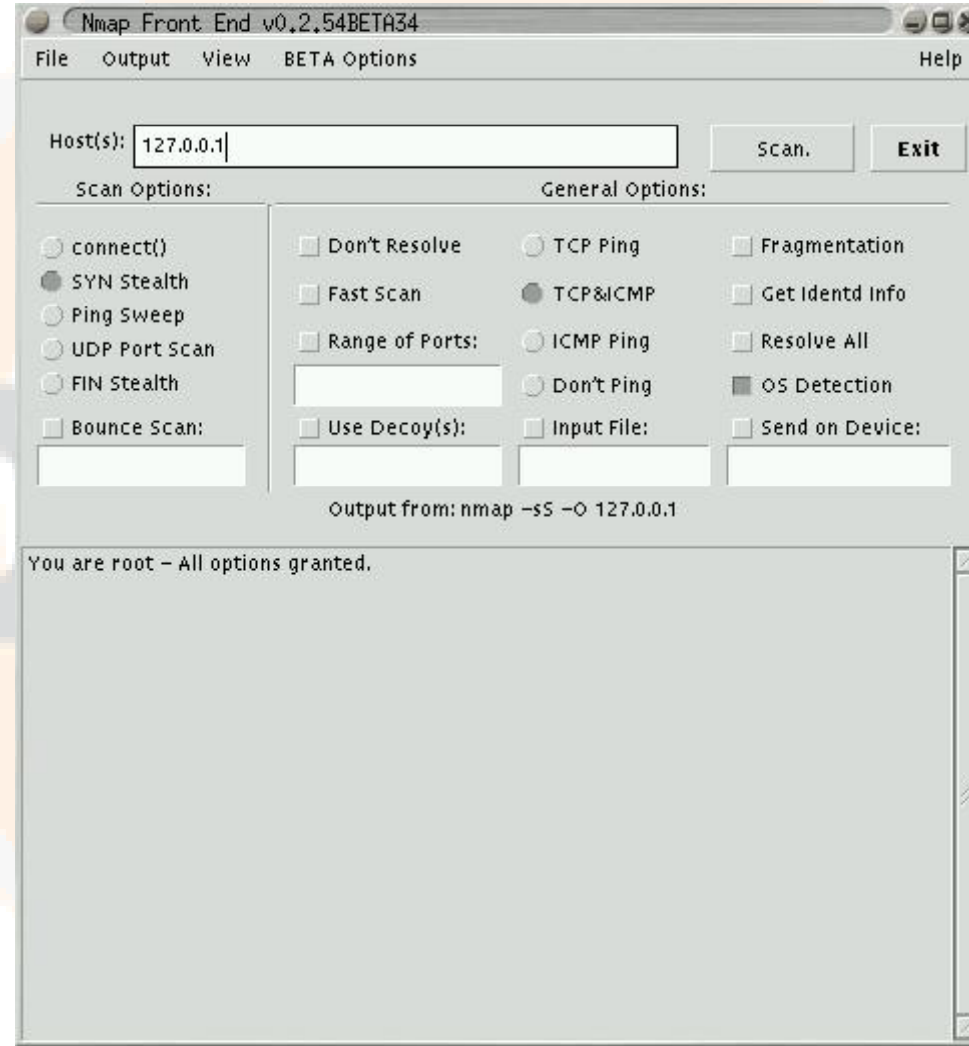 Nmap Front End v0.2.54BETA34
File Output View BETA Options Help
Host(s): 127.0.0.1 Scan. Exit
Scan Options: General Options:
connect() Don't Resolve TCP Ping Fragmentation
SYN Stealth Fast Scan TCP&ICMP Get Identd Info
Ping Sweep Range of Ports: ICMP Ping Resolve All
UDP Port Scan Don't Ping OS Detection
FIN Stealth
Bounce Scan: Use Decoy(s): Input File: Send on Device:
Output from: nmap -sS -O 127.0.0.1
You are root - All options granted.